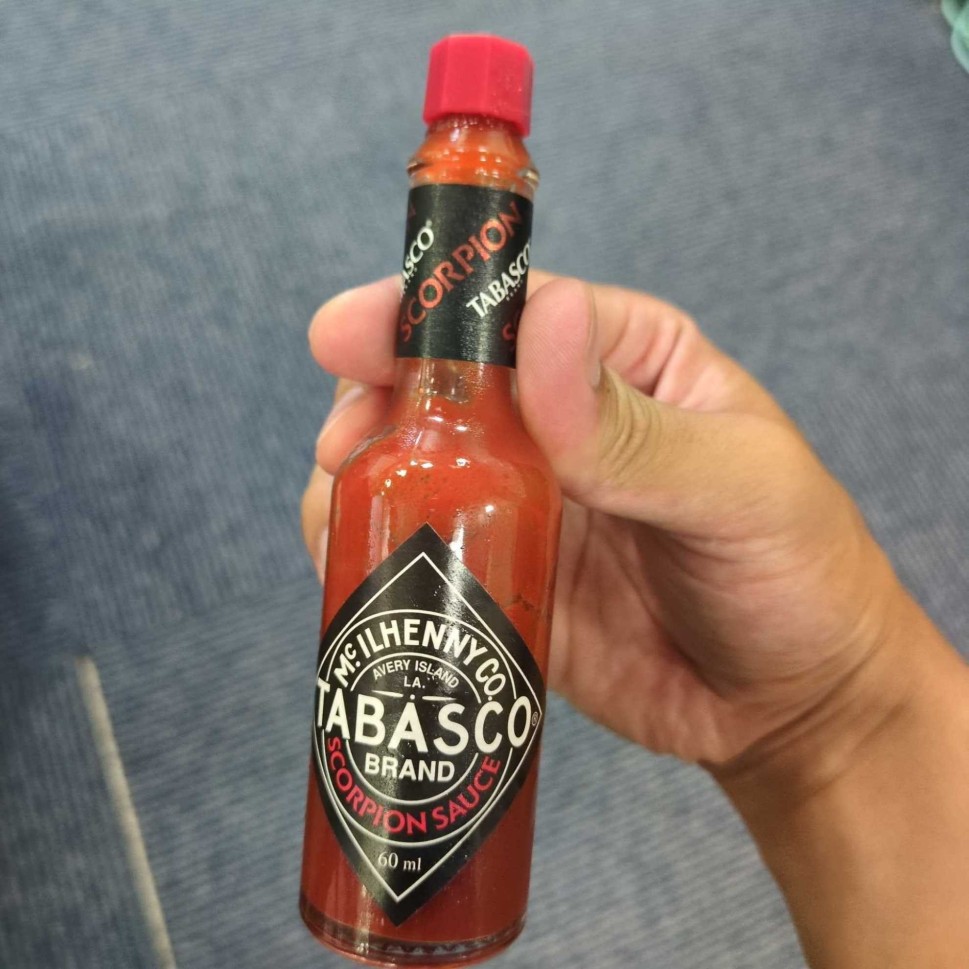 TABASCO®
SCORPION
TABASCO
McILHENNY CO.
AVERY ISLAND
LA.
TABASCO®
BRAND
SCORPION SAUCE
60 ml